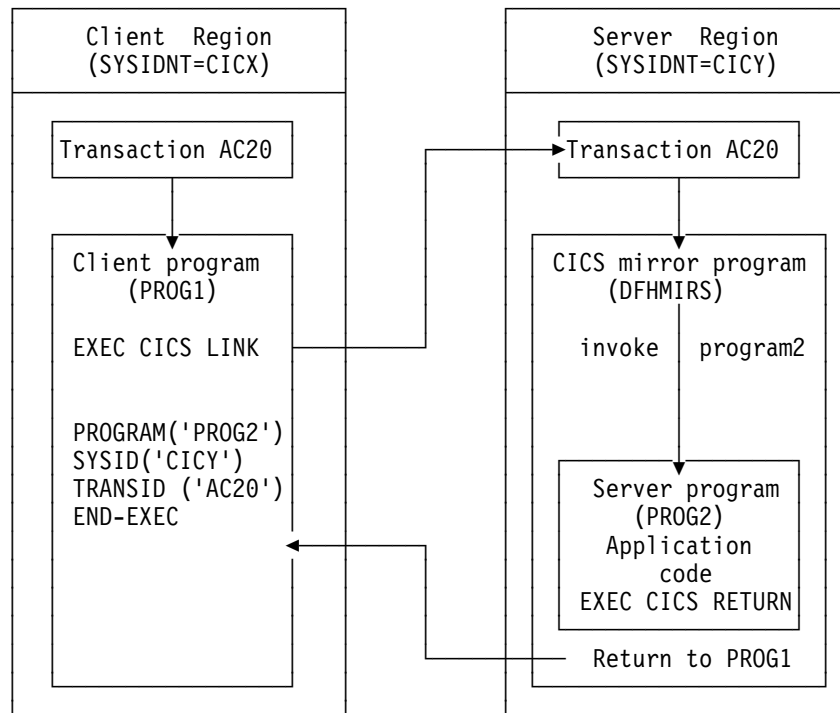 Client Region
(SYSIDNT=CICX)
Transaction AC20
Client program
(PROG1)
EXEC CICS LINK
PROGRAM('PROG2')
SYSID('CICY')
TRANSID ('AC20')
END-EXEC
Server Region
(SYSIDNT=CICY)
Transaction AC20
CICS mirror program
(DFHMIRS)
invoke program2
Server program
(PROG2)
Application
code
EXEC CICS RETURN
Return to PROG1